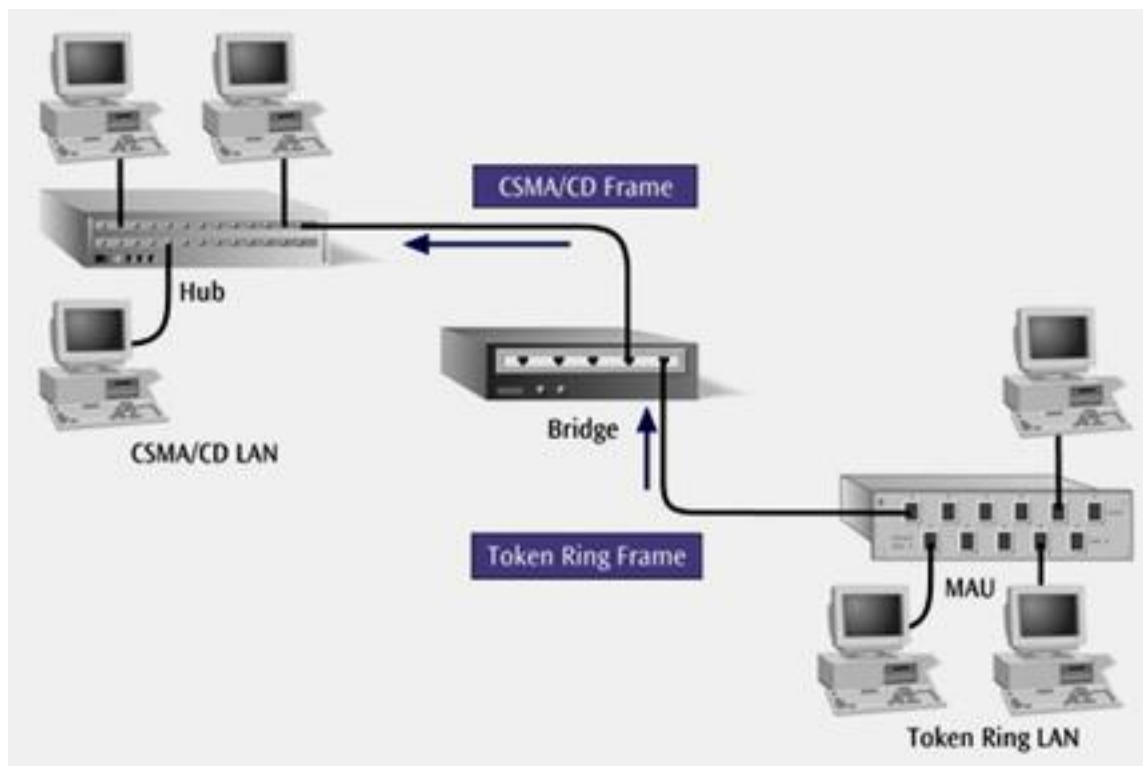 CSMA/CD Frame
Hub
CSMA/CD LAN
Bridge
Token Ring Frame
MAU
Token Ring LAN